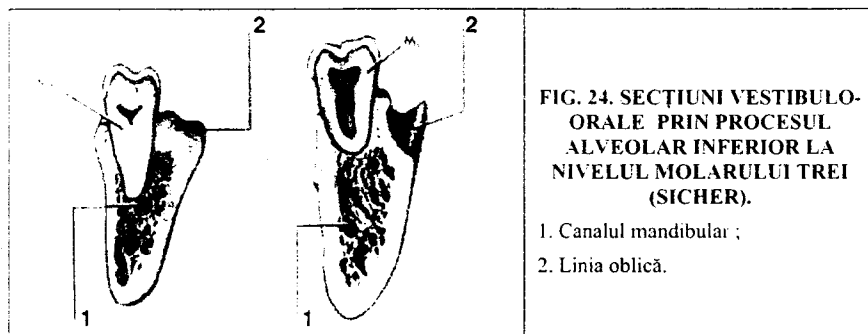 2
2
M.
1
1
FIG. 24. SECȚIUNI VESTIBULO-
ORALE PRIN PROCESUL
ALVEOLAR INFERIOR LA
NIVELUL MOLARULUI TREI
(SICHER).
1. Canalul mandibular ;
2. Linia oblică.